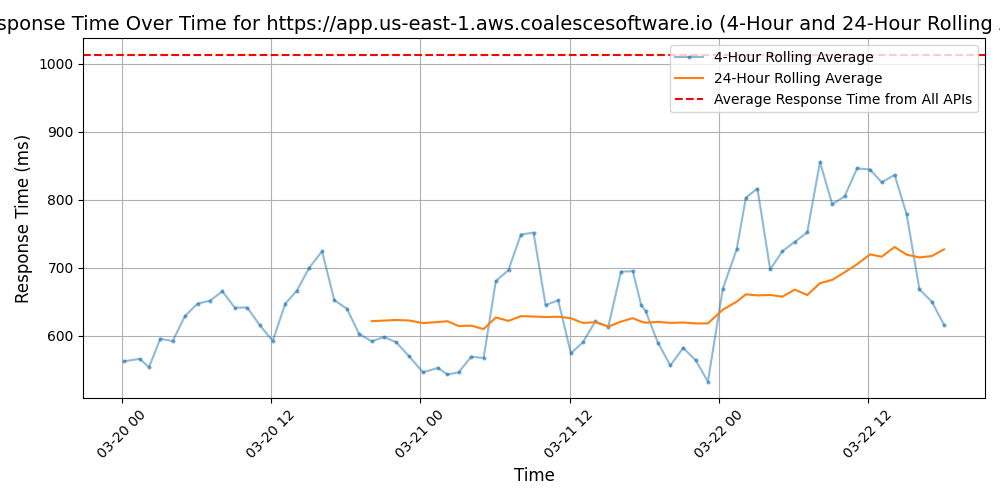 sponse Time Over Time for https://app.us-east-1.aws.coalescesoftware.io (4-Hour and 24-Hour Rolling
4-Hour Rolling Average
24-Hour Rolling Average
Average Response Time from All APIs
Response Time (ms)
1000
900
800
700
600
03-20 00
03-20 12
03-21 00
03-21 12
03-22 00
03-22 12
Time